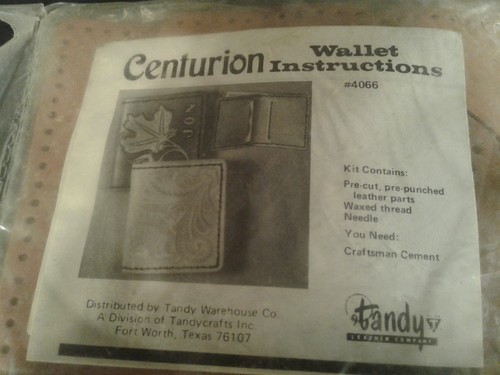 Centurion Wallet Instructions
#4066
JON
Kit Contains:
Pre-cut, pre-punched
leather parts
Waxed thread
Needle
You Need:
Craftsman Cement
Distributed by Tandy Warehouse Co.
A Division of Tandycrafts Inc.
Fort Worth, Texas 76107
Tandy
LEATHER COMPANY